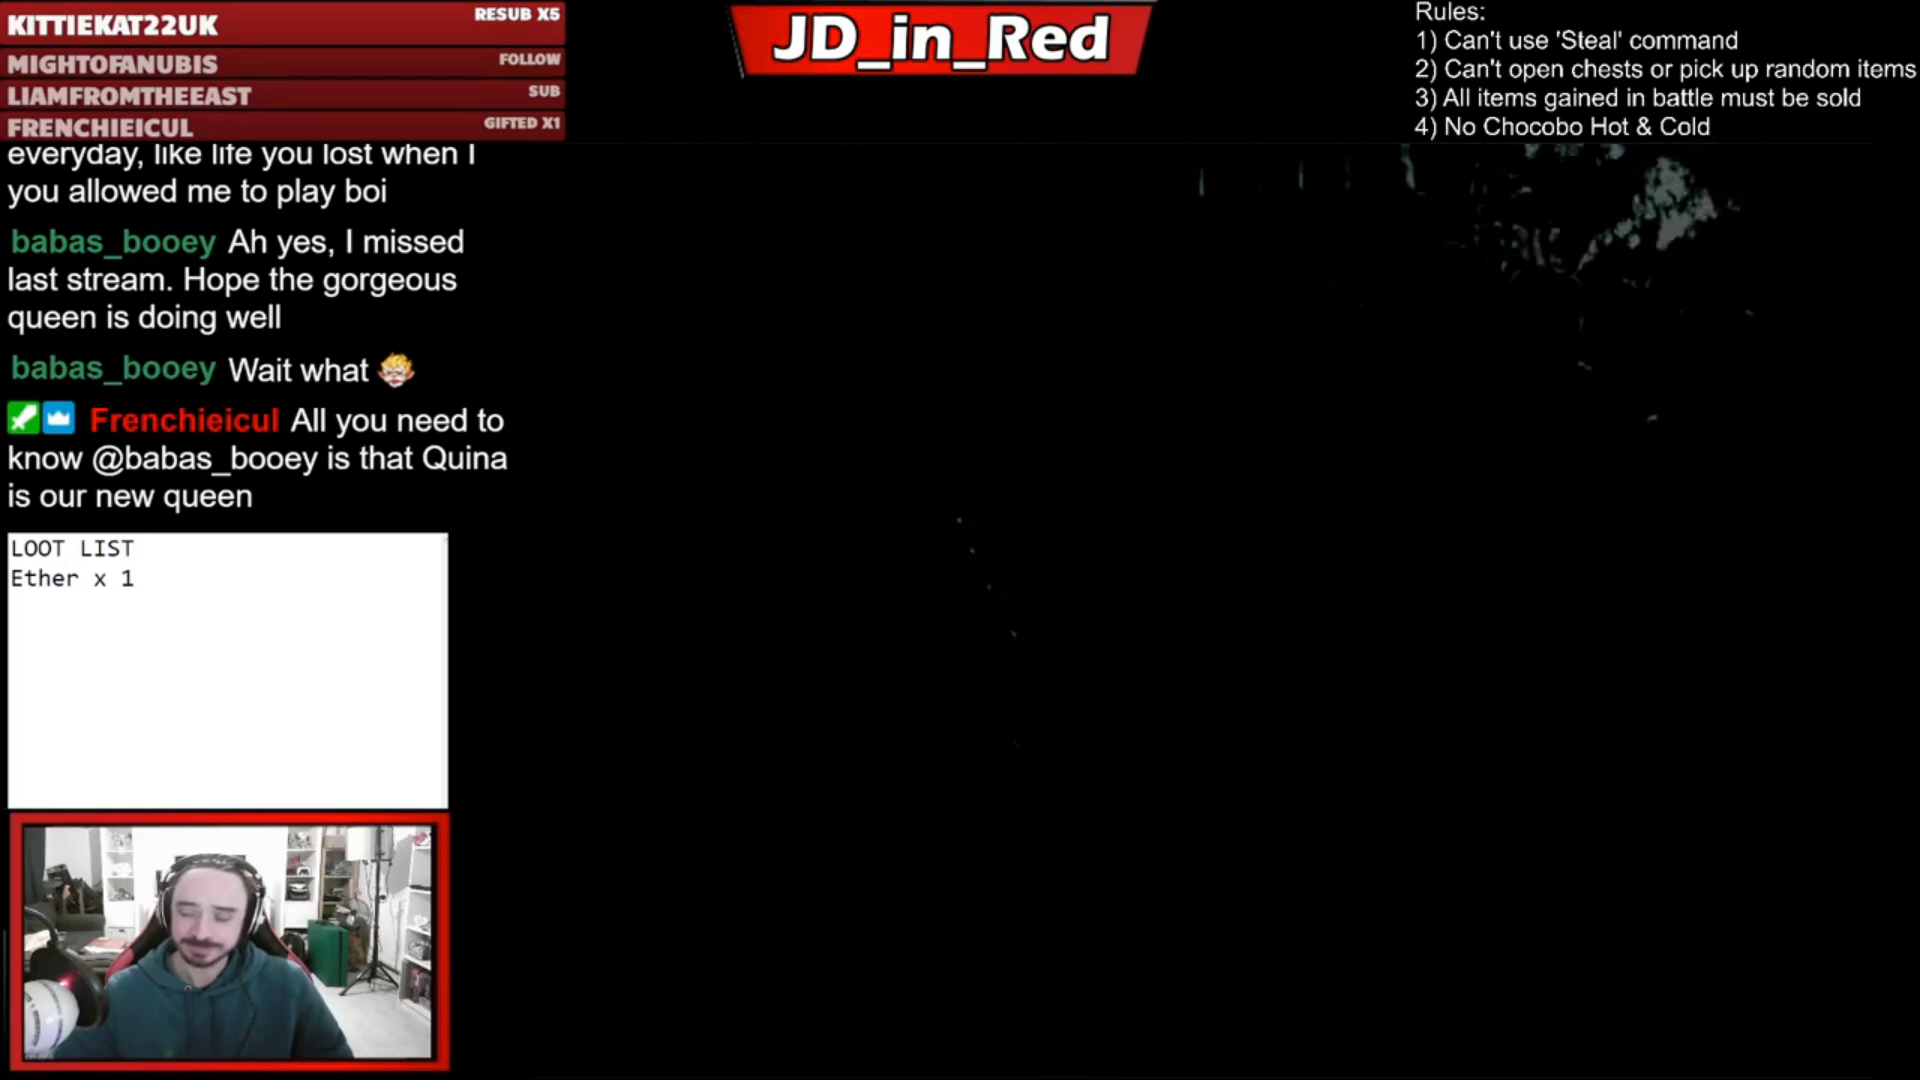 KITTIEKAT22UK RESUB X5
MIGHTOFANUBIS FOLLOW
LIAMFROMTHEEAST SUB
FRENCHIEICUL GIFTED X1
everyday, like life you lost when I
you allowed me to play boi
babas_booey Ah yes, I missed
last stream. Hope the gorgeous
queen is doing well
babas_booey Wait what
Frenchieicul All you need to
know @babas_booey is that Quina
is our new queen
LOOT LIST
Ether x 1
JD_in_Red
Rules:
1) Can't use 'Steal' command
2) Can't open chests or pick up random items
3) All items gained in battle must be sold
4) No Chocobo Hot & Cold